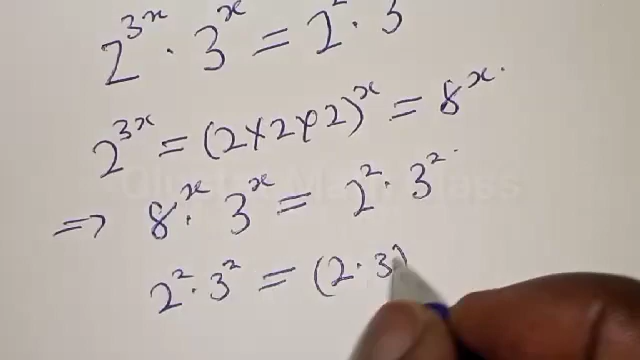 2^{3x} · 3^x = 2^2 · 3
2^{3x} = (2×2×2)^x = 8^x.
⇒ 8^x · 3^x = 2^2 · 3^2.
2^2 · 3^2 = (2·3)